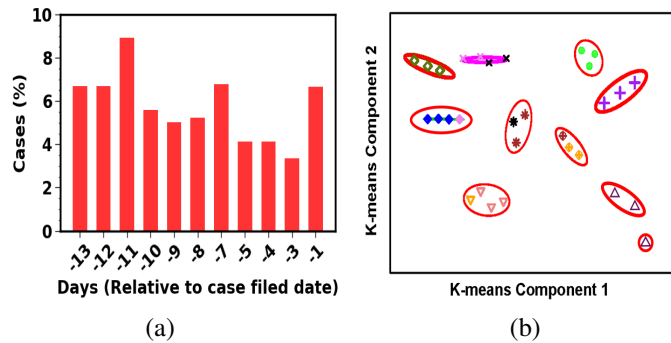 10
8
6
4
2
0
Cases (%)
-13 -12 -11 -10 -9 -8 -7 -5 -4 -3 -1
Days (Relative to case filed date)
(a)
K-means Component 2
K-means Component 1
(b)